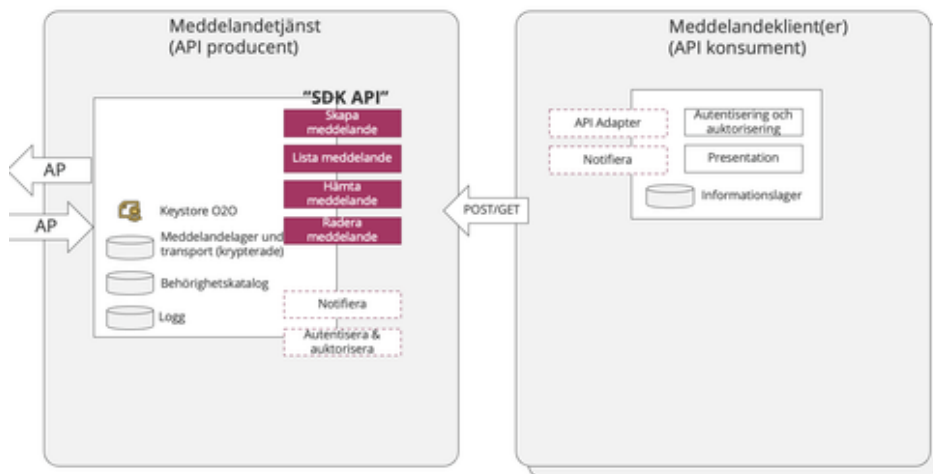 Meddelandetjänst
(API producent)
"SDK API"
Skapa
meddelande
Lista meddelande
Hämta
meddelande
Radera
meddelande
AP
AP
Keystore O2O
Meddelandelager und
transport (krypterade)
Behörighetskatalog
Logg
Notifiera
Autentisera &
auktorisera
POST/GET
Meddelandeklient(er)
(API konsument)
API Adapter
Notifiera
Autentisering och
auktorisering
Presentation
Informationslager